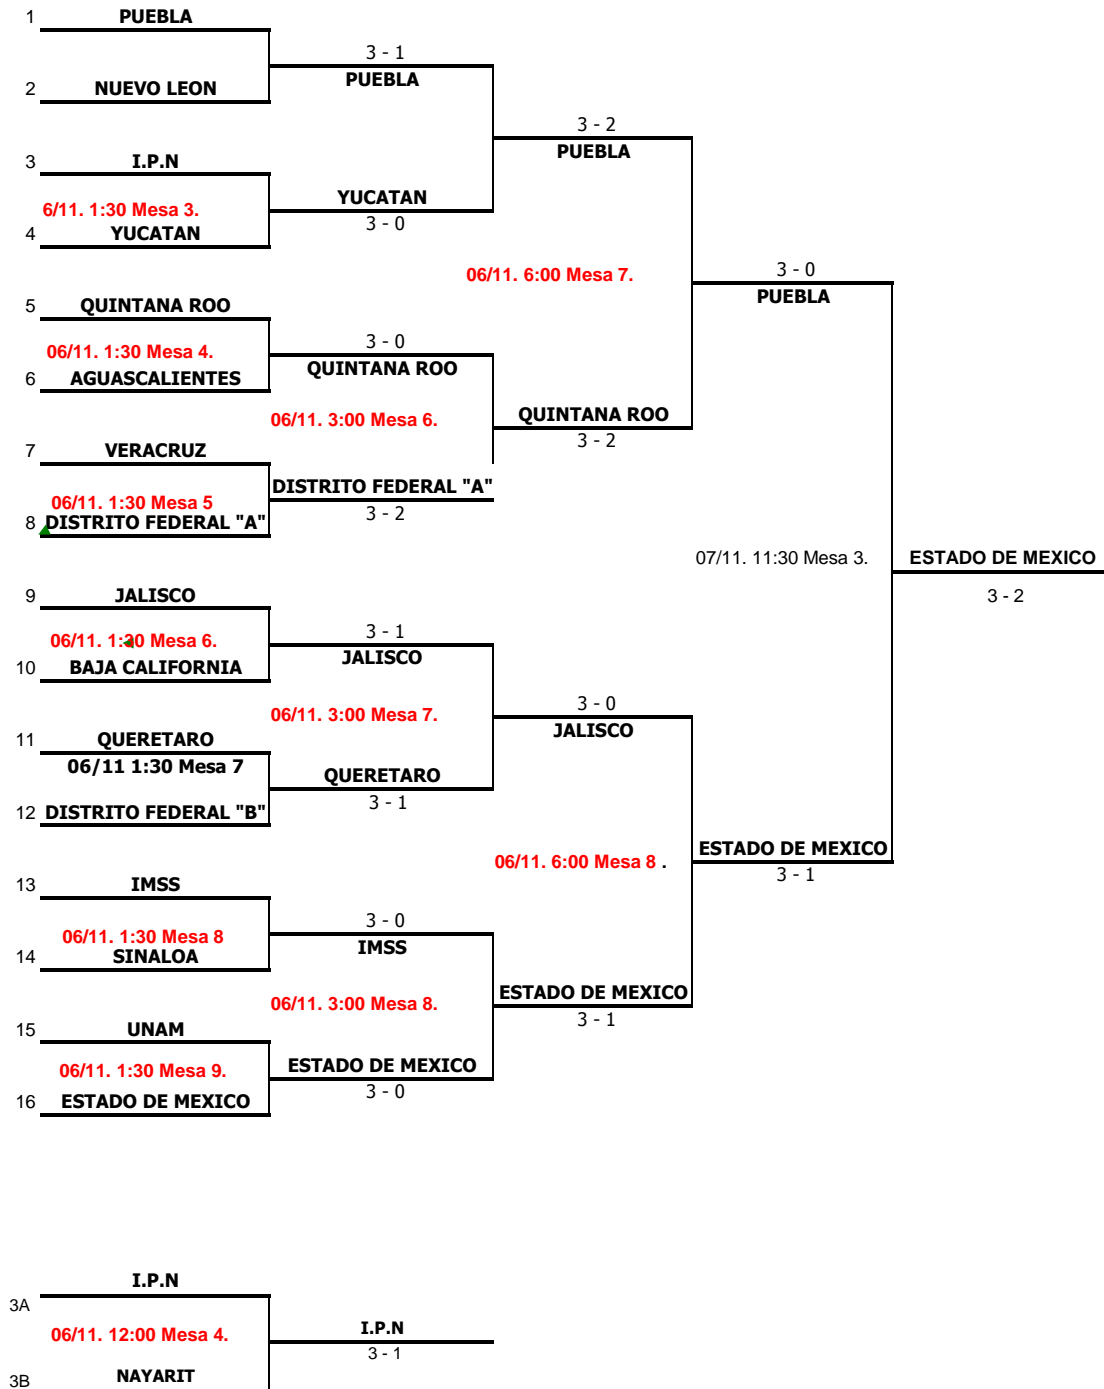 1 PUEBLA
3 - 1
PUEBLA
2 NUEVO LEON
3 - 2
PUEBLA
3 I.P.N
6/11. 1:30 Mesa 3.
YUCATAN
3 - 0
4 YUCATAN
06/11. 6:00 Mesa 7.
3 - 0
PUEBLA
5 QUINTANA ROO
06/11. 1:30 Mesa 4.
3 - 0
QUINTANA ROO
6 AGUASCALIENTES
06/11. 3:00 Mesa 6.
QUINTANA ROO
3 - 2
7 VERACRUZ
06/11. 1:30 Mesa 5
DISTRITO FEDERAL "A"
3 - 2
8 DISTRITO FEDERAL "A"
07/11. 11:30 Mesa 3.
ESTADO DE MEXICO
3 - 2
9 JALISCO
06/11. 1:30 Mesa 6.
3 - 1
JALISCO
10 BAJA CALIFORNIA
06/11. 3:00 Mesa 7.
3 - 0
JALISCO
11 QUERETARO
06/11 1:30 Mesa 7
QUERETARO
3 - 1
12 DISTRITO FEDERAL "B"
06/11. 6:00 Mesa 8 .
ESTADO DE MEXICO
3 - 1
13 IMSS
06/11. 1:30 Mesa 8
3 - 0
IMSS
14 SINALOA
06/11. 3:00 Mesa 8.
ESTADO DE MEXICO
3 - 1
15 UNAM
06/11. 1:30 Mesa 9.
ESTADO DE MEXICO
3 - 0
16 ESTADO DE MEXICO
I.P.N
3A
06/11. 12:00 Mesa 4.
I.P.N
3 - 1
3B NAYARIT